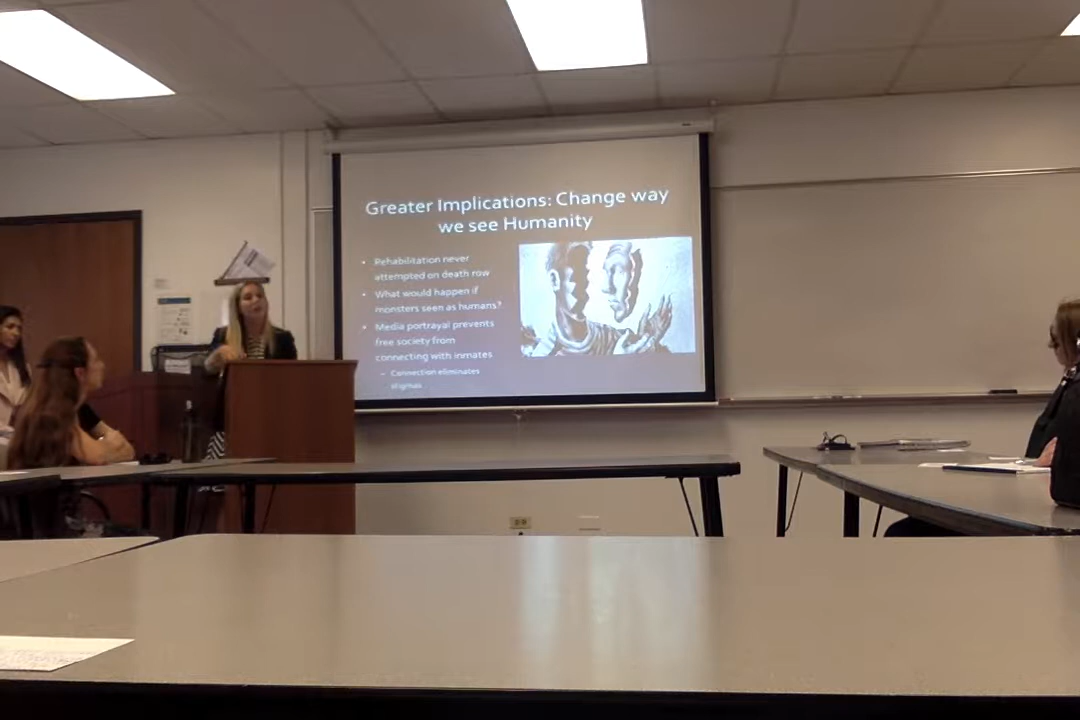 Greater Implications: Change way
we see Humanity
• Rehabilitation never
attempted on death row
• What would happen if
monsters seen as humans?
• Media portrayal prevents
free society from
connecting with inmates
– Connection eliminates
stigmas